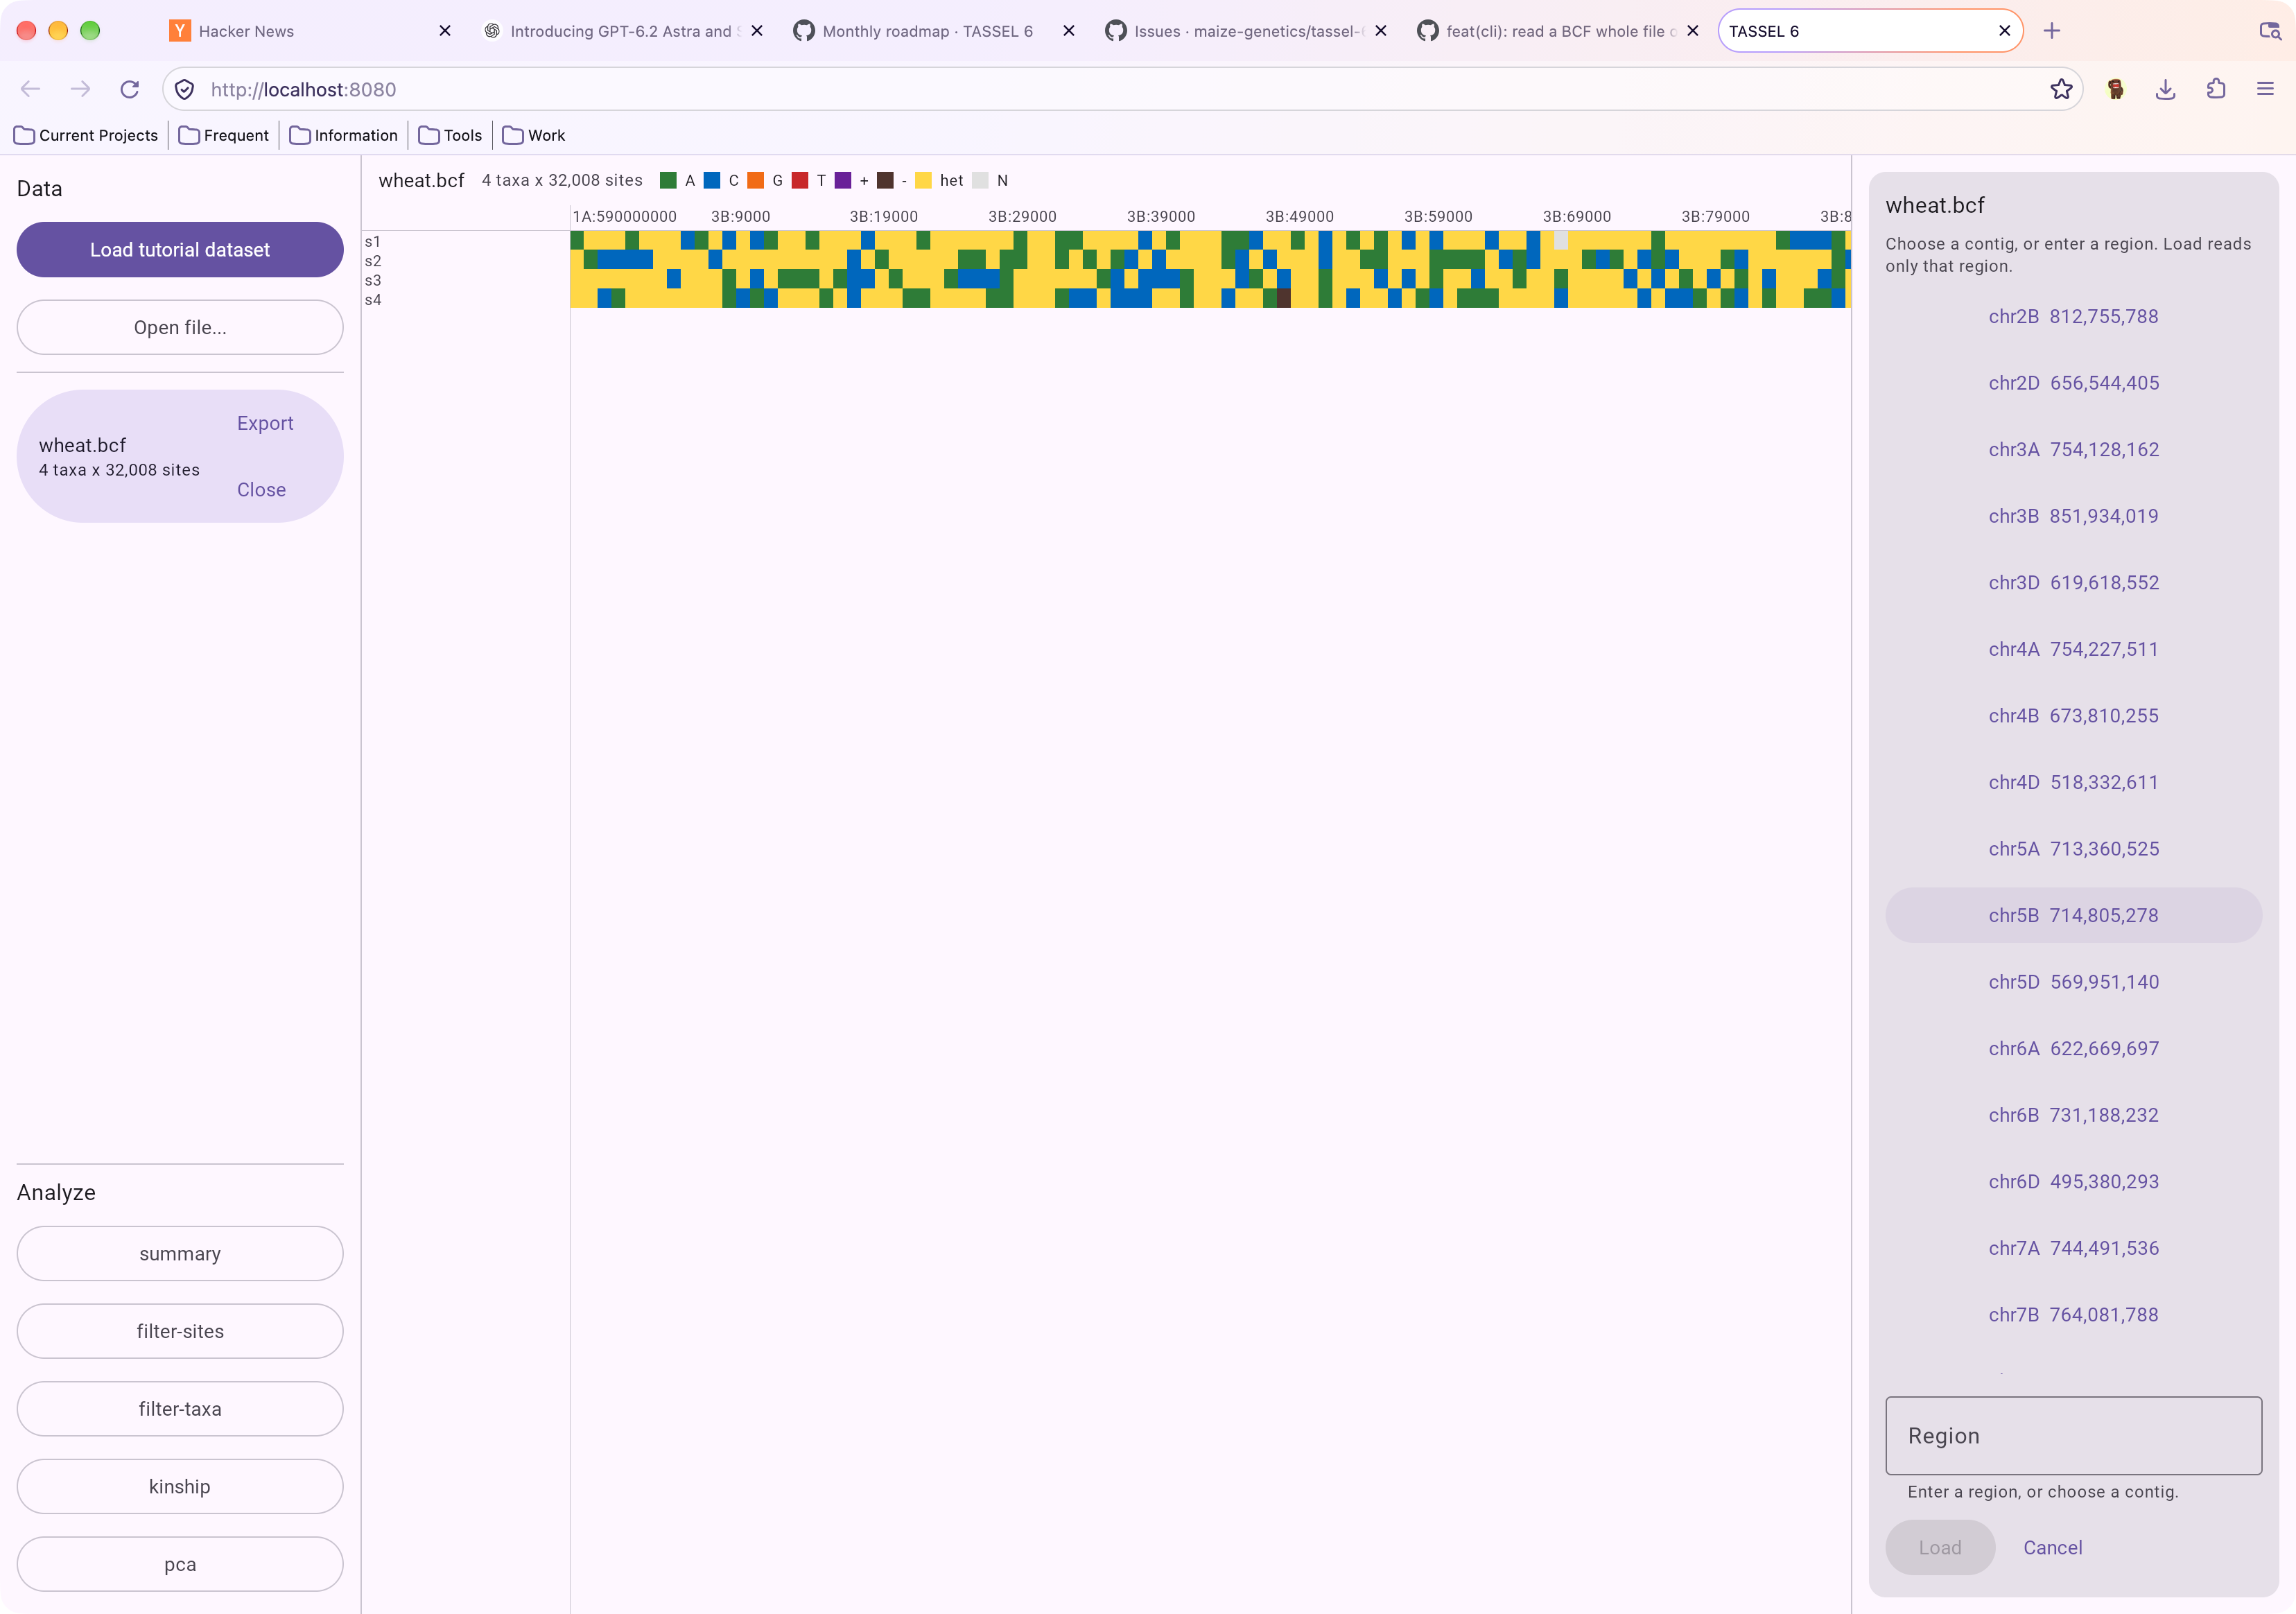 Hacker News
Introducing GPT-6.2 Astra and S
Monthly roadmap · TASSEL 6
Issues · maize-genetics/tassel-6
feat(cli): read a BCF whole file o
TASSEL 6
http://localhost:8080
Current Projects
Frequent
Information
Tools
Work
Data
Load tutorial dataset
Open file...
wheat.bcf
4 taxa x 32,008 sites
Export
Close
Analyze
summary
filter-sites
filter-taxa
kinship
pca
wheat.bcf 4 taxa x 32,008 sites A C G T + - het N
1A:590000000 3B:9000 3B:19000 3B:29000 3B:39000 3B:49000 3B:59000 3B:69000 3B:79000 3B:8
s1
s2
s3
s4
wheat.bcf
Choose a contig, or enter a region. Load reads
only that region.
chr2B 812,755,788
chr2D 656,544,405
chr3A 754,128,162
chr3B 851,934,019
chr3D 619,618,552
chr4A 754,227,511
chr4B 673,810,255
chr4D 518,332,611
chr5A 713,360,525
chr5B 714,805,278
chr5D 569,951,140
chr6A 622,669,697
chr6B 731,188,232
chr6D 495,380,293
chr7A 744,491,536
chr7B 764,081,788
Region
Enter a region, or choose a contig.
Load
Cancel